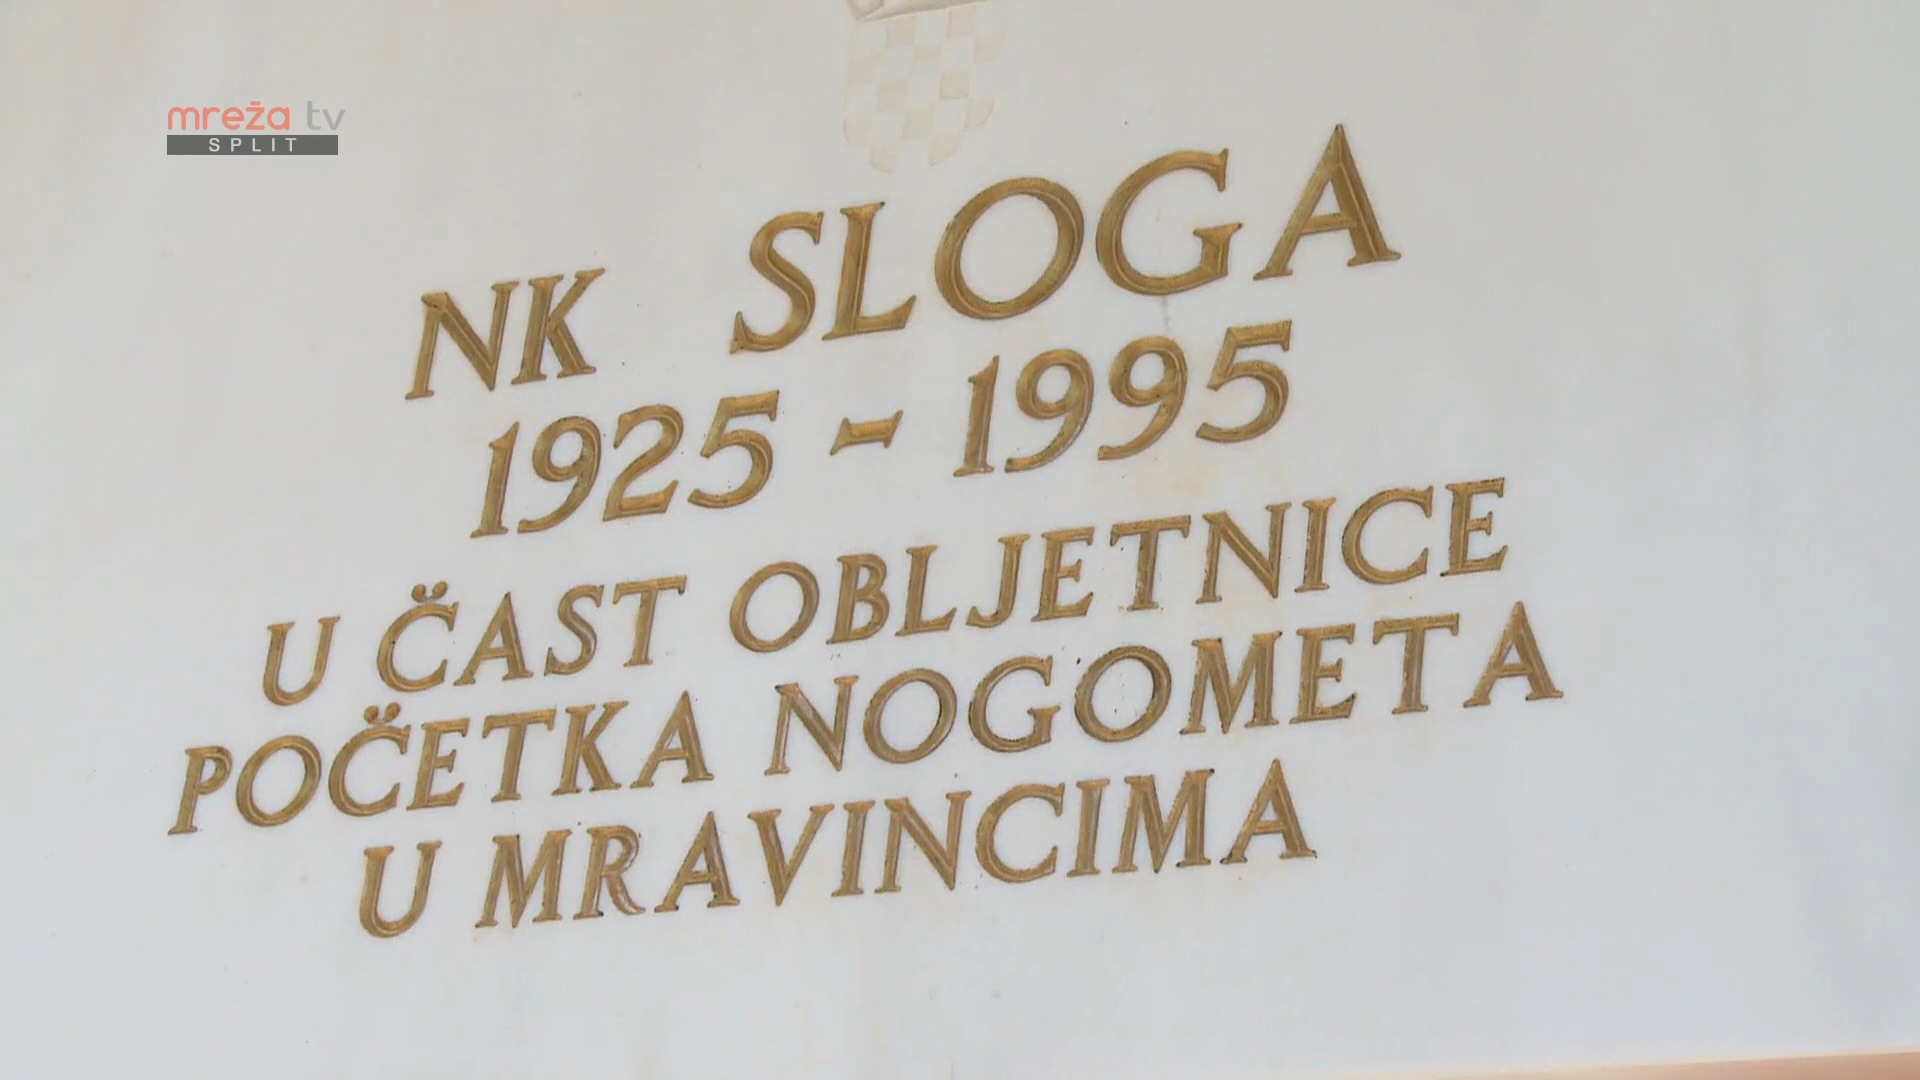 mreža tv
SPLIT
NK SLOGA
1925 - 1995
U ČAST OBLJETNICE
POČETKA NOGOMETA
U MRAVINCIMA